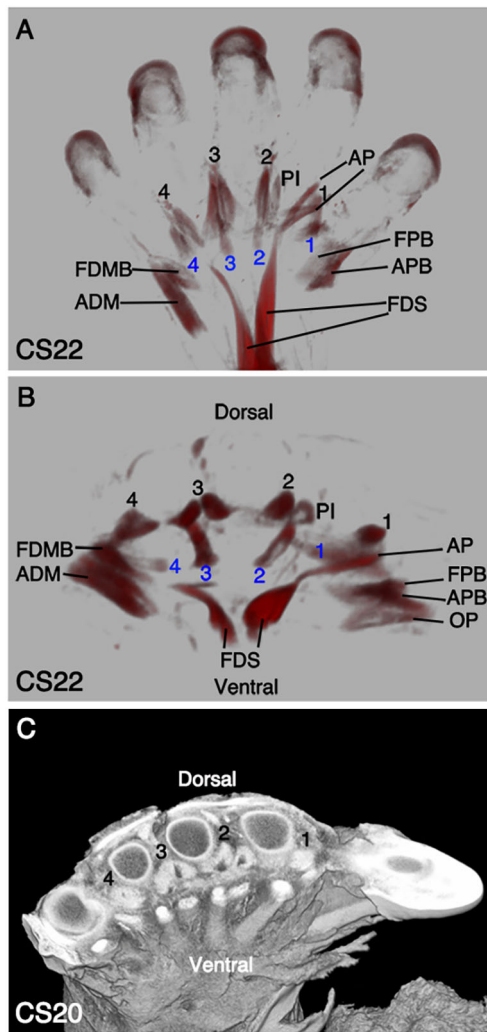 A
3
2
PI
AP
4
1
FDMB
4
3
2
1
FPB
APB
ADM
FDS
CS22
B
Dorsal
4
3
2
PI
1
FDMB
ADM
4
3
2
1
AP
FPB
APB
OP
FDS
CS22
Ventral
C
Dorsal
4
3
2
1
Ventral
CS20